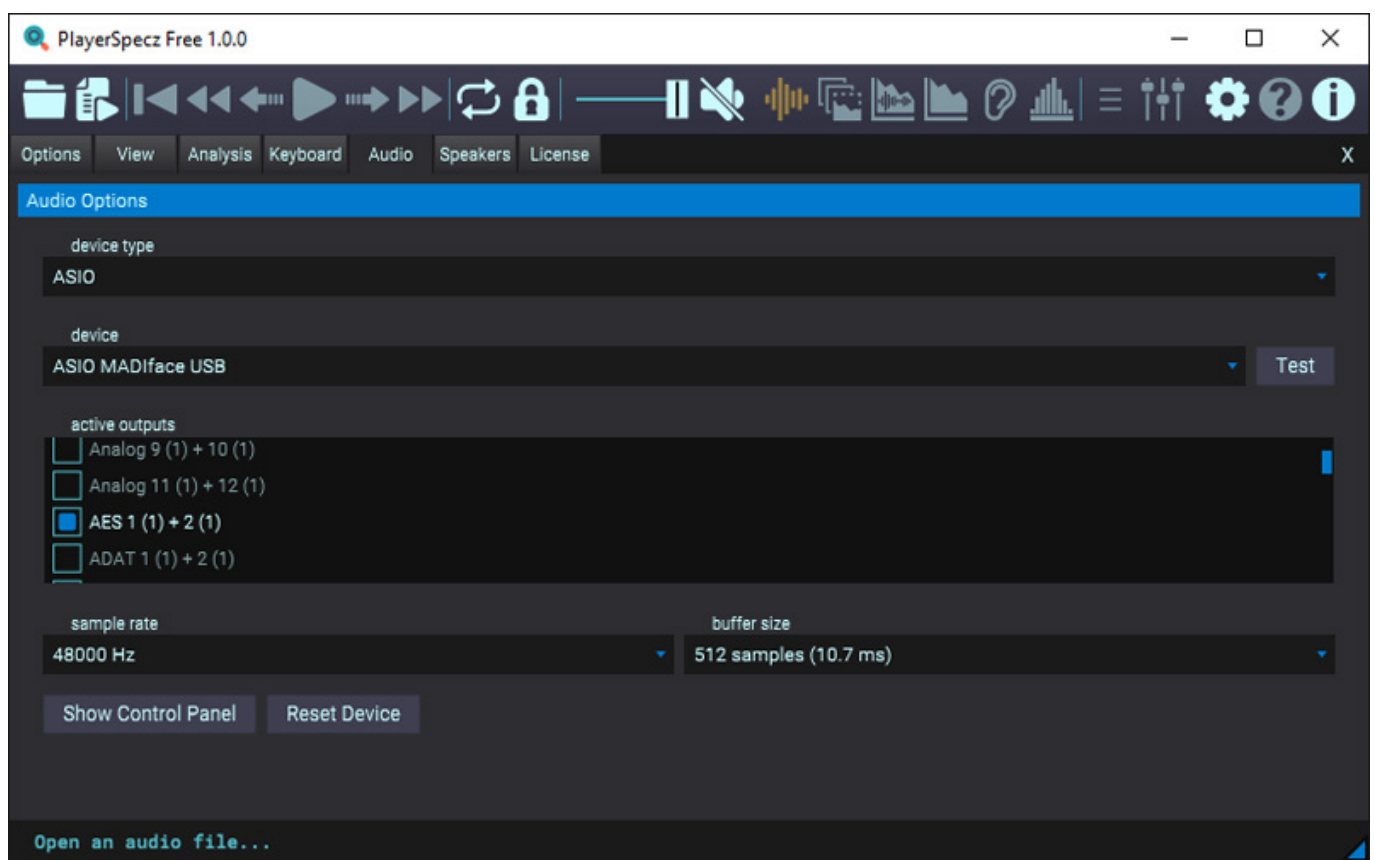 PlayerSpecz Free 1.0.0
Options View Analysis Keyboard Audio Speakers License X
Audio Options
device type
ASIO
device
ASIO MADIface USB Test
active outputs
Analog 9 (1) + 10 (1)
Analog 11 (1) + 12 (1)
AES 1 (1) + 2 (1)
ADAT 1 (1) + 2 (1)
sample rate buffer size
48000 Hz 512 samples (10.7 ms)
Show Control Panel Reset Device
Open an audio file...